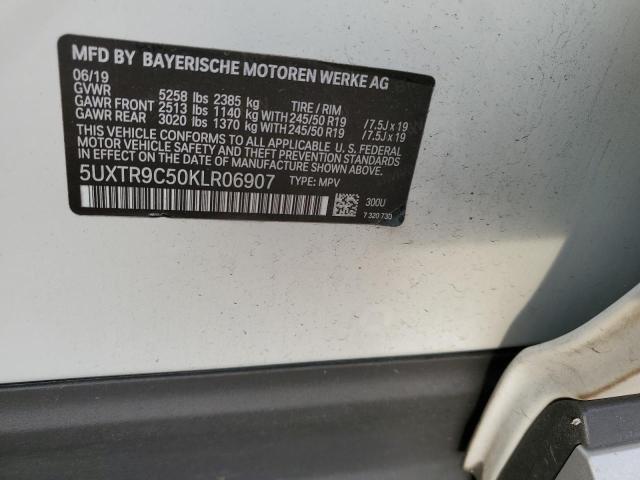 MFD BY BAYERISCHE MOTOREN WERKE AG
06/19
GVWR 5258 lbs 2385 kg TIRE / RIM
GAWR FRONT 2513 lbs 1140 kg WITH 245/50 R19 / 7.5J x 19
GAWR REAR 3020 lbs 1370 kg WITH 245/50 R19 / 7.5J x 19
THIS VEHICLE CONFORMS TO ALL APPLICABLE U. S. FEDERAL
MOTOR VEHICLE SAFETY, BUMPER, AND THEFT PREVENTION
STANDARDS IN EFFECT ON THE DATE OF MANUFACTURE SHOWN ABOVE.
5UXTR9C50KLR06907 TYPE: MPV
300U
7 320 730